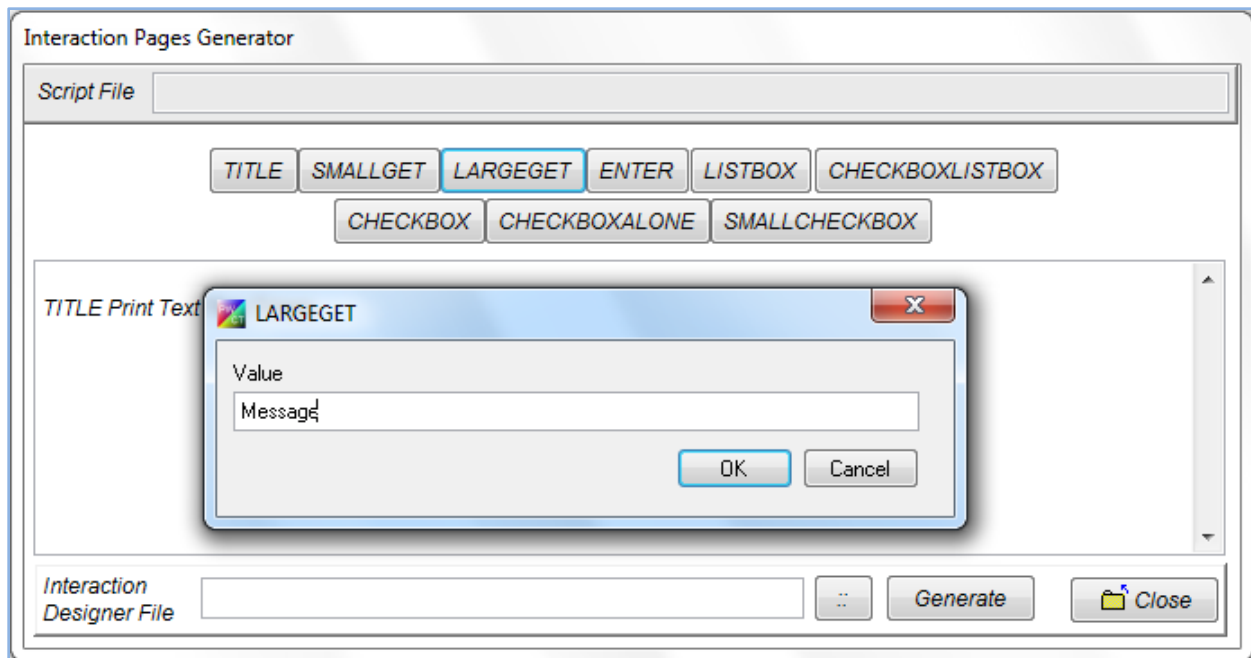 Interaction Pages Generator
Script File
TITLE SMALLGET LARGEGET ENTER LISTBOX CHECKBOXLISTBOX
CHECKBOX CHECKBOXALONE SMALLCHECKBOX
TITLE Print Text
LARGEGET
Value
Message
OK Cancel
Interaction
Designer File
:: Generate Close